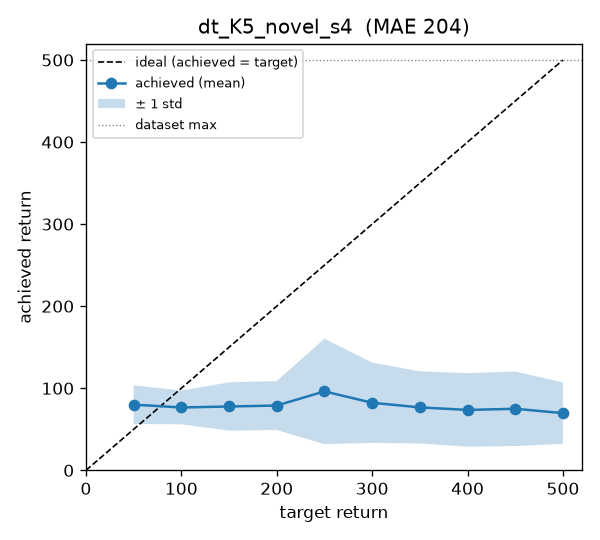 dt_K5_novel_s4  (MAE 204)
ideal (achieved = target)
achieved (mean)
± 1 std
dataset max
achieved return
500
400
300
200
100
0
0 100 200 300 400 500
target return